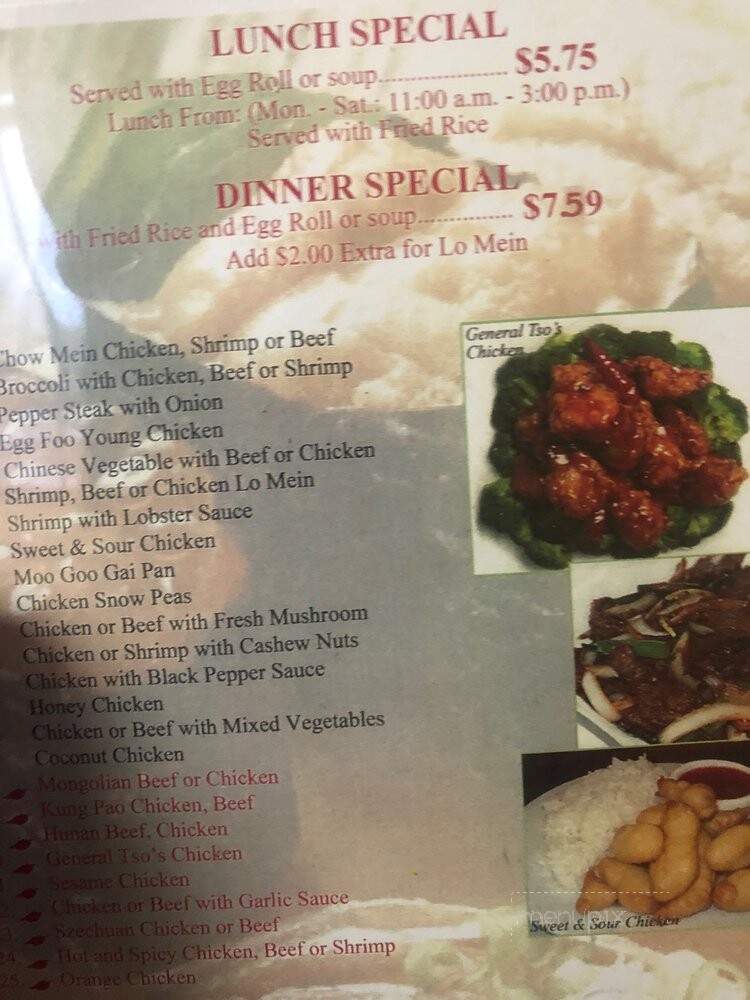 LUNCH SPECIAL
Served with Egg Roll or soup.................... $5.75
Lunch From: (Mon. - Sat.: 11:00 a.m. - 3:00 p.m.)
Served with Fried Rice
DINNER SPECIAL
with Fried Rice and Egg Roll or soup............... $7.59
Add $2.00 Extra for Lo Mein
General Tso's
Chicken
Chow Mein Chicken, Shrimp or Beef
Broccoli with Chicken, Beef or Shrimp
Pepper Steak with Onion
Egg Foo Young Chicken
Chinese Vegetable with Beef or Chicken
Shrimp, Beef or Chicken Lo Mein
Shrimp with Lobster Sauce
Sweet & Sour Chicken
Moo Goo Gai Pan
Chicken Snow Peas
Chicken or Beef with Fresh Mushroom
Chicken or Shrimp with Cashew Nuts
Chicken with Black Pepper Sauce
Honey Chicken
Chicken or Beef with Mixed Vegetables
Coconut Chicken
Mongolian Beef or Chicken
Kung Pao Chicken, Beef
Hunan Beef, Chicken
General Tso's Chicken
Sesame Chicken
Chicken or Beef with Garlic Sauce
Szechuan Chicken or Beef
24. Hot and Spicy Chicken, Beef or Shrimp
25. Orange Chicken
menupix
Sweet & Sour Chicken